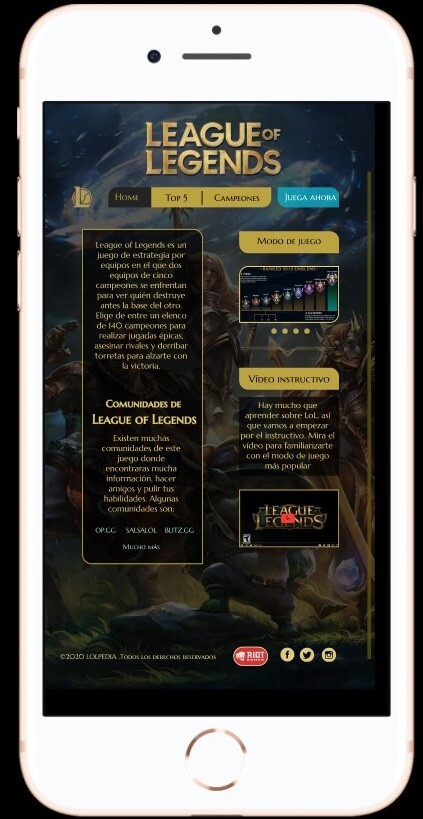 LEAGUE OF
LEGENDS
Home
Top 5
Campeones
Juega ahora
League of Legends es un
juego de estrategia por
equipos en el que dos
equipos de cinco
campeones se enfrentan
para ver quién destruye
antes la base del otro.
Elige de entre un elenco
de 140 campeones para
realizar jugadas épicas,
asesinar rivales y derribar
torretas para alzarte con
la victoria.
Comunidades de
League of Legends
Existen muchas
comunidades de este
juego donde
encontraras mucha
información, hacer
amigos y pulir tus
habilidades. Algunas
comunidades son:
OP.GG SALSALOL BLITZ.GG
Mucho más
Modo de juego
RANKED 2019 EMBLEMS
Vídeo instructivo
Hay mucho que
aprender sobre LoL, así
que vamos a empezar
por el instructivo. Mira el
vídeo para familiarizarte
con el modo de juego
más popular
LEAGUE OF
LEGENDS
©2020 LOLPEDIA .Todos los derechos reservados
RIOT
GAMES